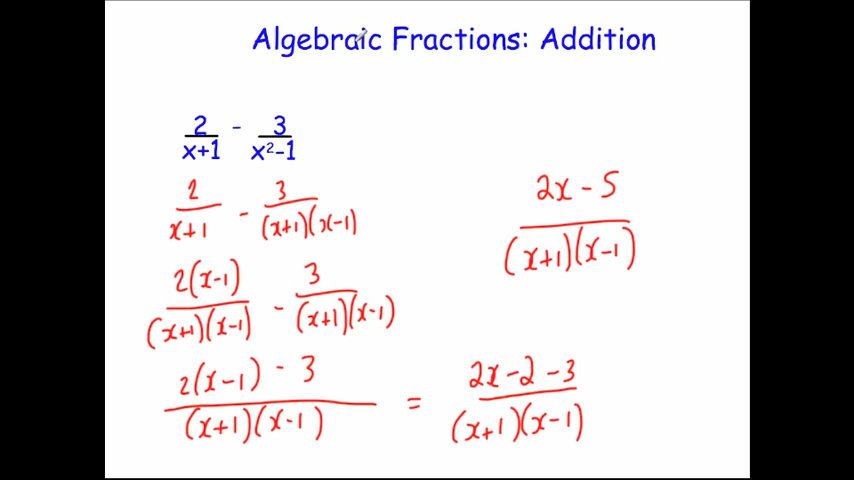 Algebraic Fractions: Addition
2/(x+1) - 3/(x²-1)
2/(x+1) - 3/((x+1)(x-1))
2(x-1)/((x+1)(x-1)) - 3/((x+1)(x-1))
(2(x-1) - 3)/((x+1)(x-1)) = (2x-2-3)/((x+1)(x-1))
(2x-5)/((x+1)(x-1))